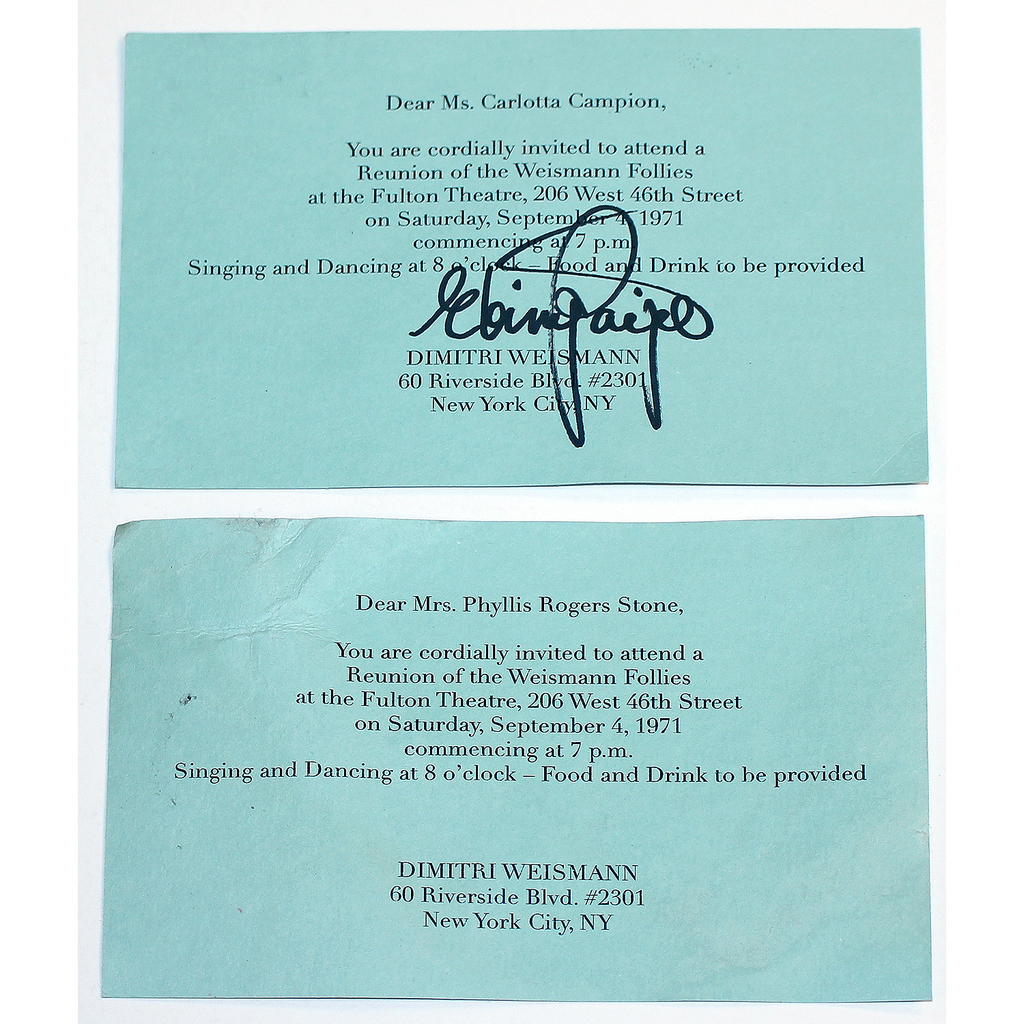 Dear Ms. Carlotta Campion,
You are cordially invited to attend a
Reunion of the Weismann Follies
at the Fulton Theatre, 206 West 46th Street
on Saturday, September 4, 1971
commencing at 7 p.m.
Singing and Dancing at 8 o'clock – Food and Drink to be provided
Elaine Paige
DIMITRI WEISMANN
60 Riverside Blvd. #2301
New York City, NY
Dear Mrs. Phyllis Rogers Stone,
You are cordially invited to attend a
Reunion of the Weismann Follies
at the Fulton Theatre, 206 West 46th Street
on Saturday, September 4, 1971
commencing at 7 p.m.
Singing and Dancing at 8 o'clock – Food and Drink to be provided
DIMITRI WEISMANN
60 Riverside Blvd. #2301
New York City, NY